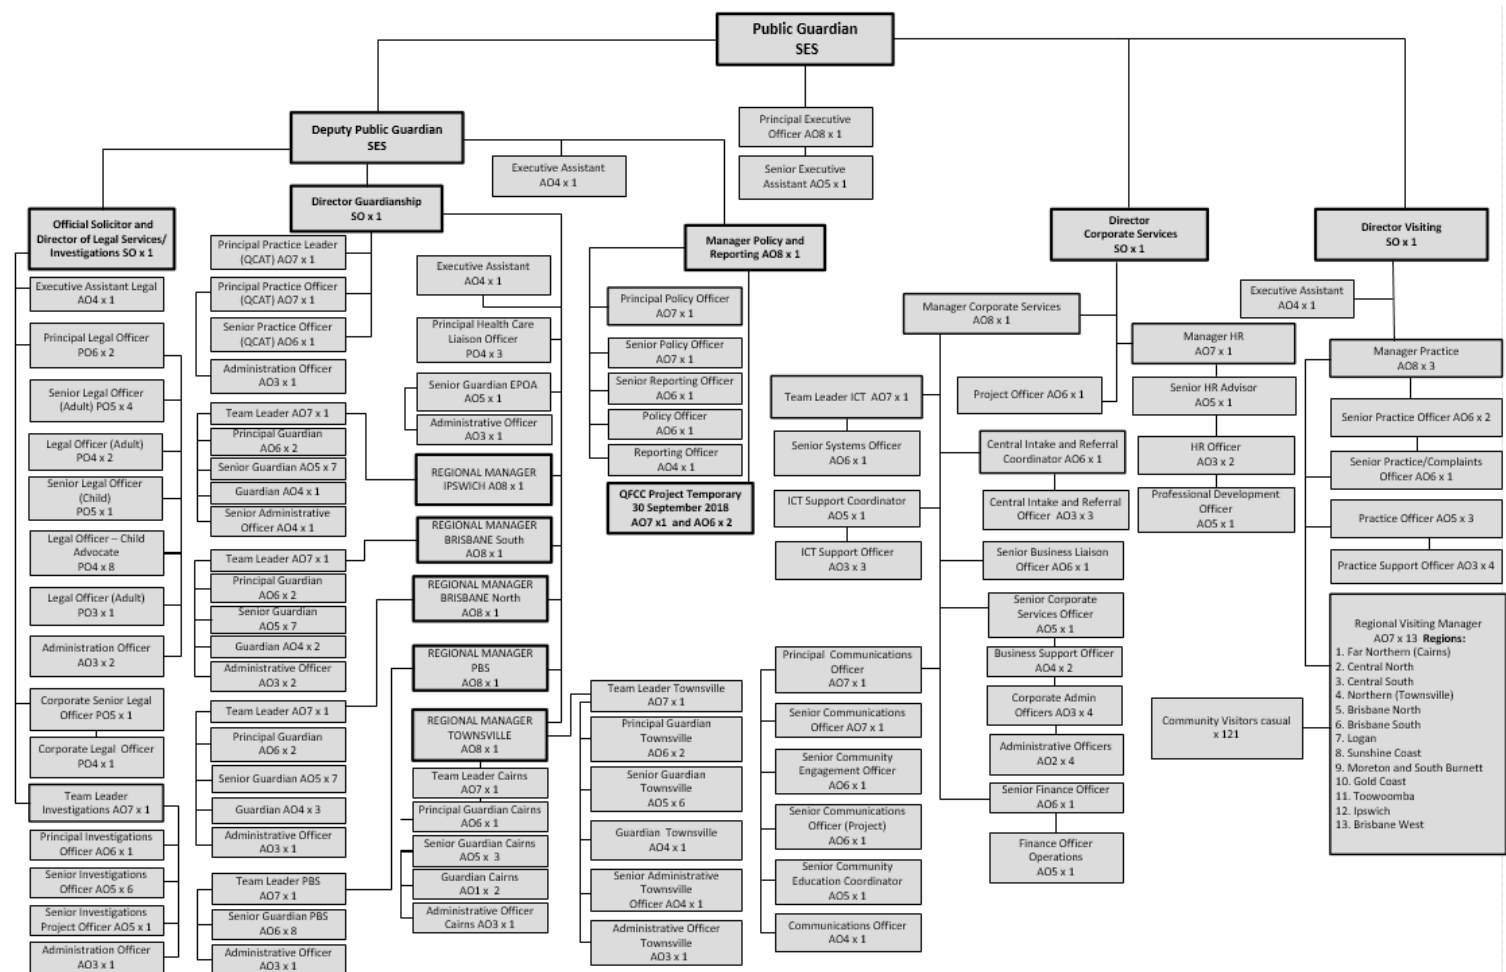 Public Guardian
SES
Principal Executive
Officer AO8 x 1
Senior Executive
Assistant AO5 x 1
Deputy Public Guardian
SES
Executive Assistant
AO4 x 1
Official Solicitor and
Director of Legal Services/
Investigations SO x 1
Executive Assistant Legal
AO4 x 1
Principal Legal Officer
PO6 x 2
Senior Legal Officer
(Adult) PO5 x 4
Legal Officer (Adult)
PO4 x 2
Senior Legal Officer
(Child)
PO5 x 1
Legal Officer – Child
Advocate
PO4 x 8
Legal Officer (Adult)
PO3 x 1
Administration Officer
AO3 x 2
Corporate Senior Legal
Officer PO5 x 1
Corporate Legal Officer
PO4 x 1
Team Leader
Investigations AO7 x 1
Principal Investigations
Officer AO6 x 1
Senior Investigations
Officer AO5 x 6
Senior Investigations
Project Officer AO5 x 1
Administration Officer
AO3 x 1
Director Guardianship
SO x 1
Principal Practice Leader
(QCAT) AO7 x 1
Principal Practice Officer
(QCAT) AO7 x 1
Senior Practice Officer
(QCAT) AO6 x 1
Administration Officer
AO3 x 1
Team Leader AO7 x 1
Principal Guardian
AO6 x 2
Senior Guardian AO5 x 7
Guardian AO4 x 1
Senior Administrative
Officer AO4 x 1
Team Leader AO7 x 1
Principal Guardian
AO6 x 2
Senior Guardian
AO5 x 7
Guardian AO4 x 2
Administrative Officer
AO3 x 2
Team Leader AO7 x 1
Principal Guardian
AO6 x 2
Senior Guardian AO5 x 7
Guardian AO4 x 3
Administrative Officer
AO3 x 1
Team Leader PBS
AO7 x 1
Senior Guardian PBS
AO6 x 8
Administrative Officer
AO3 x 1
Executive Assistant
AO4 x 1
Principal Health Care
Liaison Officer
PO4 x 3
Senior Guardian EPOA
AO5 x 1
Administrative Officer
AO3 x 1
REGIONAL MANAGER
IPSWICH A08 x 1
REGIONAL MANAGER
BRISBANE South
AO8 x 1
REGIONAL MANAGER
BRISBANE North
AO8 x 1
REGIONAL MANAGER
PBS
AO8 x 1
REGIONAL MANAGER
TOWNSVILLE
AO8 x 1
Team Leader Cairns
AO7 x 1
Principal Guardian Cairns
AO6 x 1
Senior Guardian Cairns
AO5 x 3
Guardian Cairns
AO1 x 2
Administrative Officer
Cairns AO3 x 1
Team Leader Townsville
AO7 x 1
Principal Guardian
Townsville
AO6 x 2
Senior Guardian
Townsville
AO5 x 6
Guardian Townsville
AO4 x 1
Senior Administrative
Townsville
Officer AO4 x 1
Administrative Officer
Townsville
AO3 x 1
Manager Policy and
Reporting AO8 x 1
Principal Policy Officer
AO7 x 1
Senior Policy Officer
AO7 x 1
Senior Reporting Officer
AO6 x 1
Policy Officer
AO6 x 1
Reporting Officer
AO4 x 1
QFCC Project Temporary
30 September 2018
AO7 x1 and AO6 x 2
Director
Corporate Services
SO x 1
Manager Corporate Services
AO8 x 1
Project Officer AO6 x 1
Team Leader ICT AO7 x 1
Senior Systems Officer
AO6 x 1
ICT Support Coordinator
AO5 x 1
ICT Support Officer
AO3 x 3
Principal Communications
Officer
AO7 x 1
Senior Communications
Officer AO7 x 1
Senior Community
Engagement Officer
AO6 x 1
Senior Communications
Officer (Project)
AO6 x 1
Senior Community
Education Coordinator
AO5 x 1
Communications Officer
AO4 x 1
Central Intake and Referral
Coordinator AO6 x 1
Central Intake and Referral
Officer AO3 x 3
Senior Business Liaison
Officer AO6 x 1
Senior Corporate
Services Officer
AO5 x 1
Business Support Officer
AO4 x 2
Corporate Admin
Officers AO3 x 4
Administrative Officers
AO2 x 4
Senior Finance Officer
AO6 x 1
Finance Officer
Operations
AO5 x 1
Manager HR
AO7 x 1
Senior HR Advisor
AO5 x 1
HR Officer
AO3 x 2
Professional Development
Officer
AO5 x 1
Director Visiting
SO x 1
Executive Assistant
AO4 x 1
Manager Practice
AO8 x 3
Senior Practice Officer AO6 x 2
Senior Practice/Complaints
Officer AO6 x 1
Practice Officer AO5 x 3
Practice Support Officer AO3 x 4
Community Visitors casual
x 121
Regional Visiting Manager
AO7 x 13 Regions:
1. Far Northern (Cairns)
2. Central North
3. Central South
4. Northern (Townsville)
5. Brisbane North
6. Brisbane South
7. Logan
8. Sunshine Coast
9. Moreton and South Burnett
10. Gold Coast
11. Toowoomba
12. Ipswich
13. Brisbane West